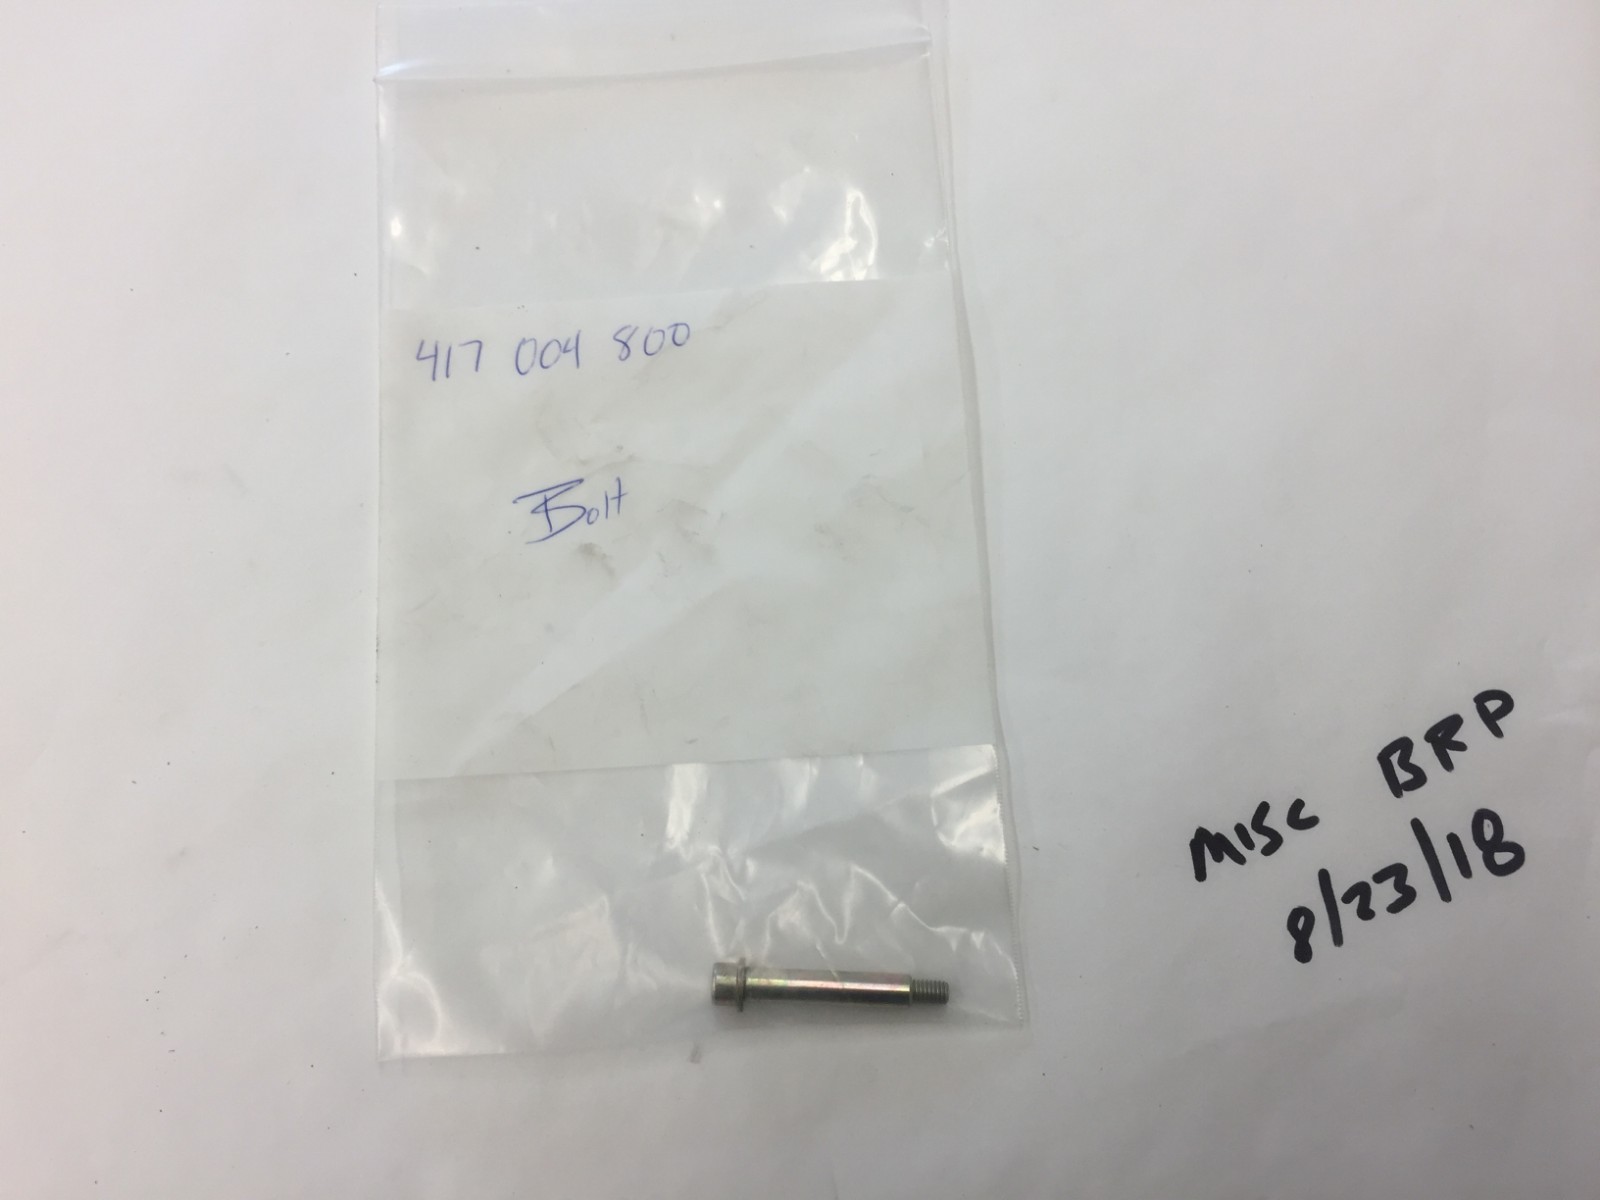 417 004 800
Bolt
MISC BRP
8/23/18